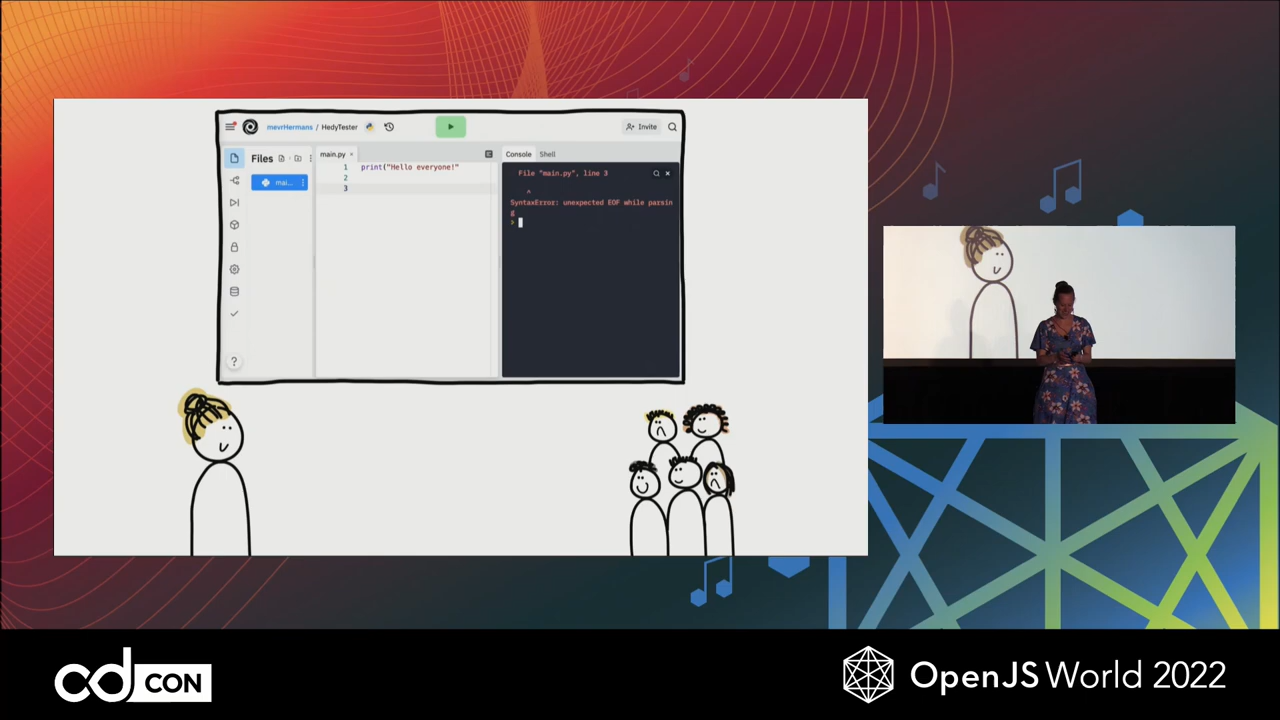 mevrHermans / HedyTester
Invite
Files
main.py ×
Console Shell
mai...
1 print("Hello everyone!"
2
3
File "main.py", line 3
^
SyntaxError: unexpected EOF while parsin
g
>
?
cd CON
OpenJS World 2022